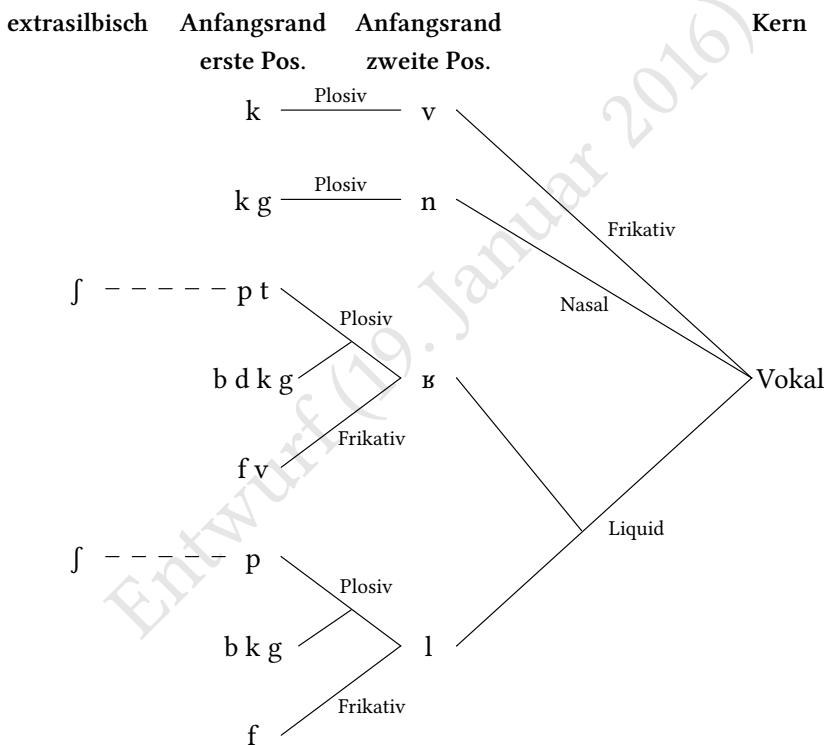 extrasilbisch Anfangsrand Anfangsrand Kern
erste Pos. zweite Pos.
k Plosiv v
k g Plosiv n
Frikativ
ʃ p t Plosiv Nasal
b d k g ʁ Vokal
f v Frikativ
ʃ p Liquid
Plosiv
b k g l
Frikativ
f
Entwurf (19. Januar 2016)